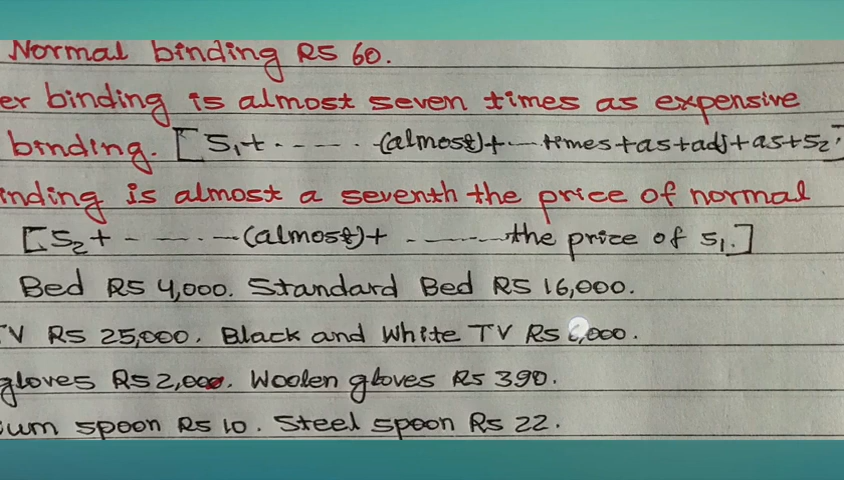 Normal binding RS 60.
er binding is almost seven times as expensive
binding. [S1+ ........ (almost)+ ....times+as+adj+as+S2.]
inding is almost a seventh the price of normal
[S2+ ........ (almost)+ ........the price of S1.]
Bed RS 4,000. Standard Bed RS 16,000.
TV RS 25,000. Black and White TV RS 6,000.
gloves RS 2,000. Woolen gloves RS 390.
um spoon RS 10. Steel spoon RS 22.